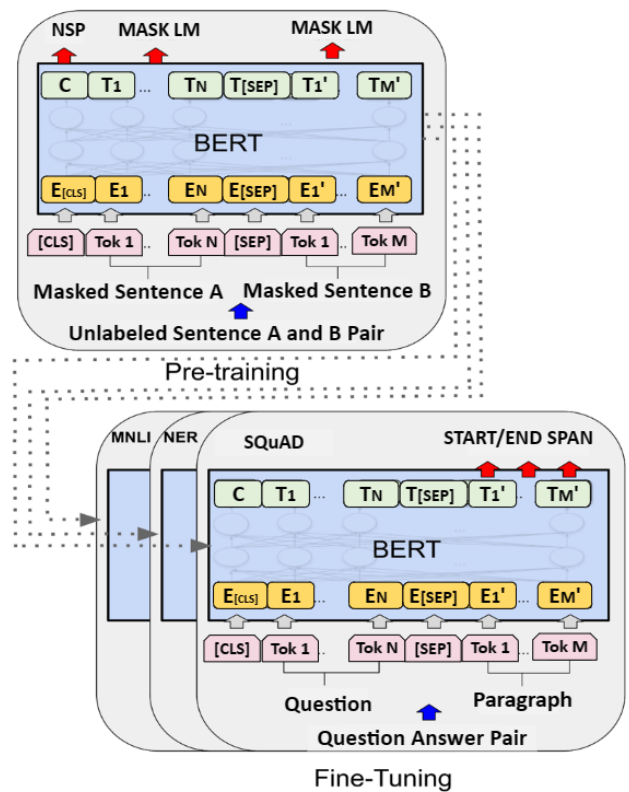 NSP MASK LM MASK LM
C T1 ... TN T[SEP] T1' . TM'
BERT
E[CLS] E1 .. EN E[SEP] E1' ... EM'
[CLS] Tok 1 .. Tok N [SEP] Tok 1 .. Tok M
Masked Sentence A Masked Sentence B
Unlabeled Sentence A and B Pair
Pre-training
MNLI NER SQuAD START/END SPAN
C T1 ... TN T[SEP] T1' ... TM'
BERT
E[CLS] E1 ... EN E[SEP] E1' ... EM'
[CLS] Tok 1 .. Tok N [SEP] Tok 1 .. Tok M
Question Paragraph
Question Answer Pair
Fine-Tuning